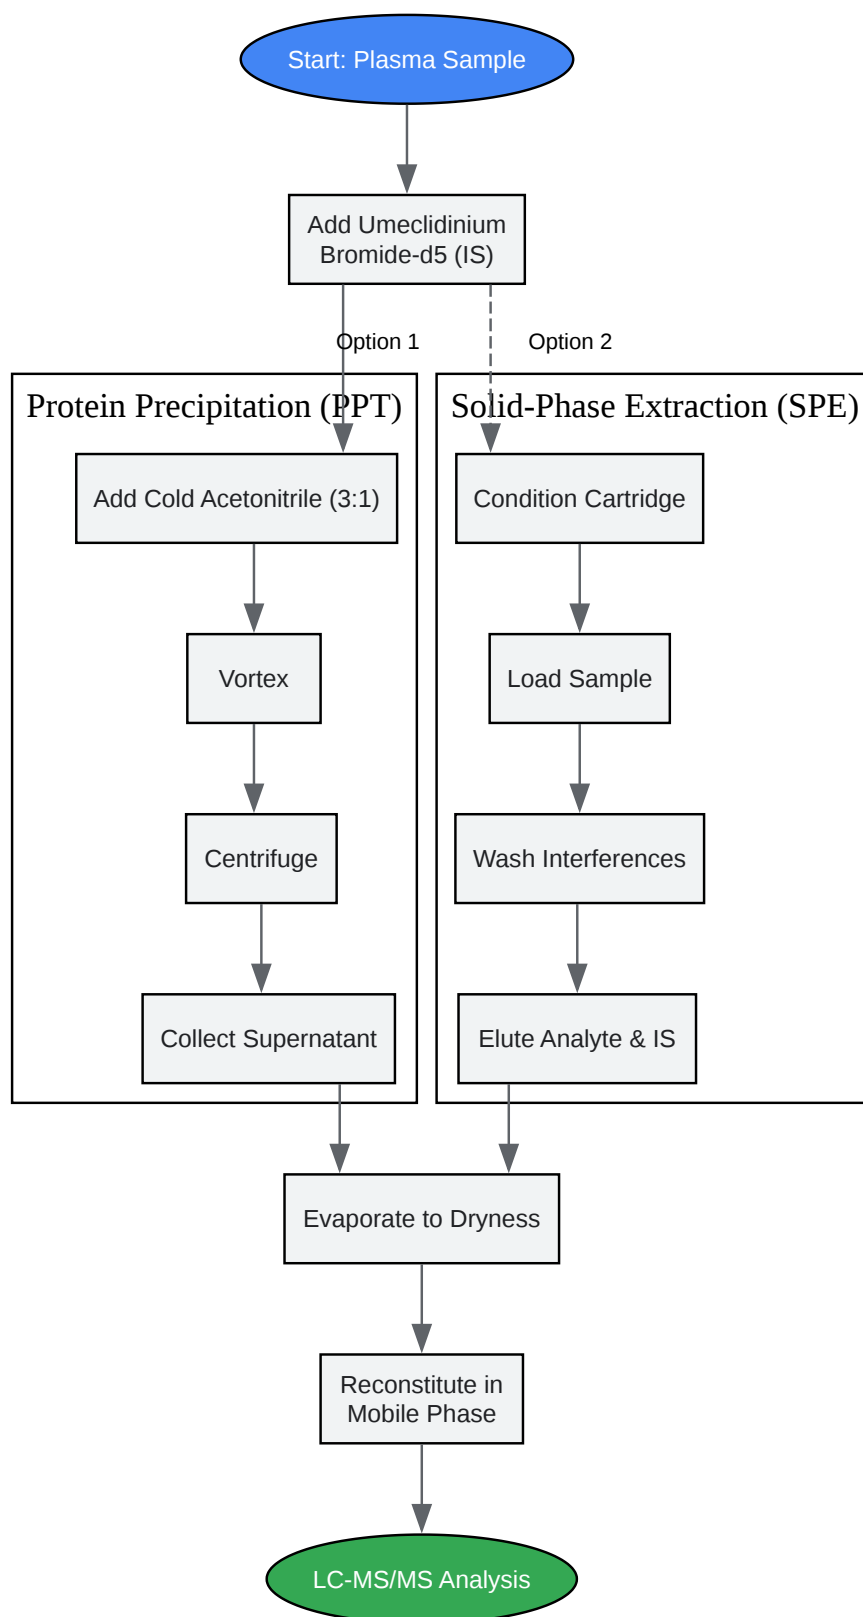 Start: Plasma Sample
Add Umeclidinium
Bromide-d5 (IS)
Option 1
Option 2
Protein Precipitation (PPT)
Add Cold Acetonitrile (3:1)
Vortex
Centrifuge
Collect Supernatant
Solid-Phase Extraction (SPE)
Condition Cartridge
Load Sample
Wash Interferences
Elute Analyte & IS
Evaporate to Dryness
Reconstitute in
Mobile Phase
LC-MS/MS Analysis